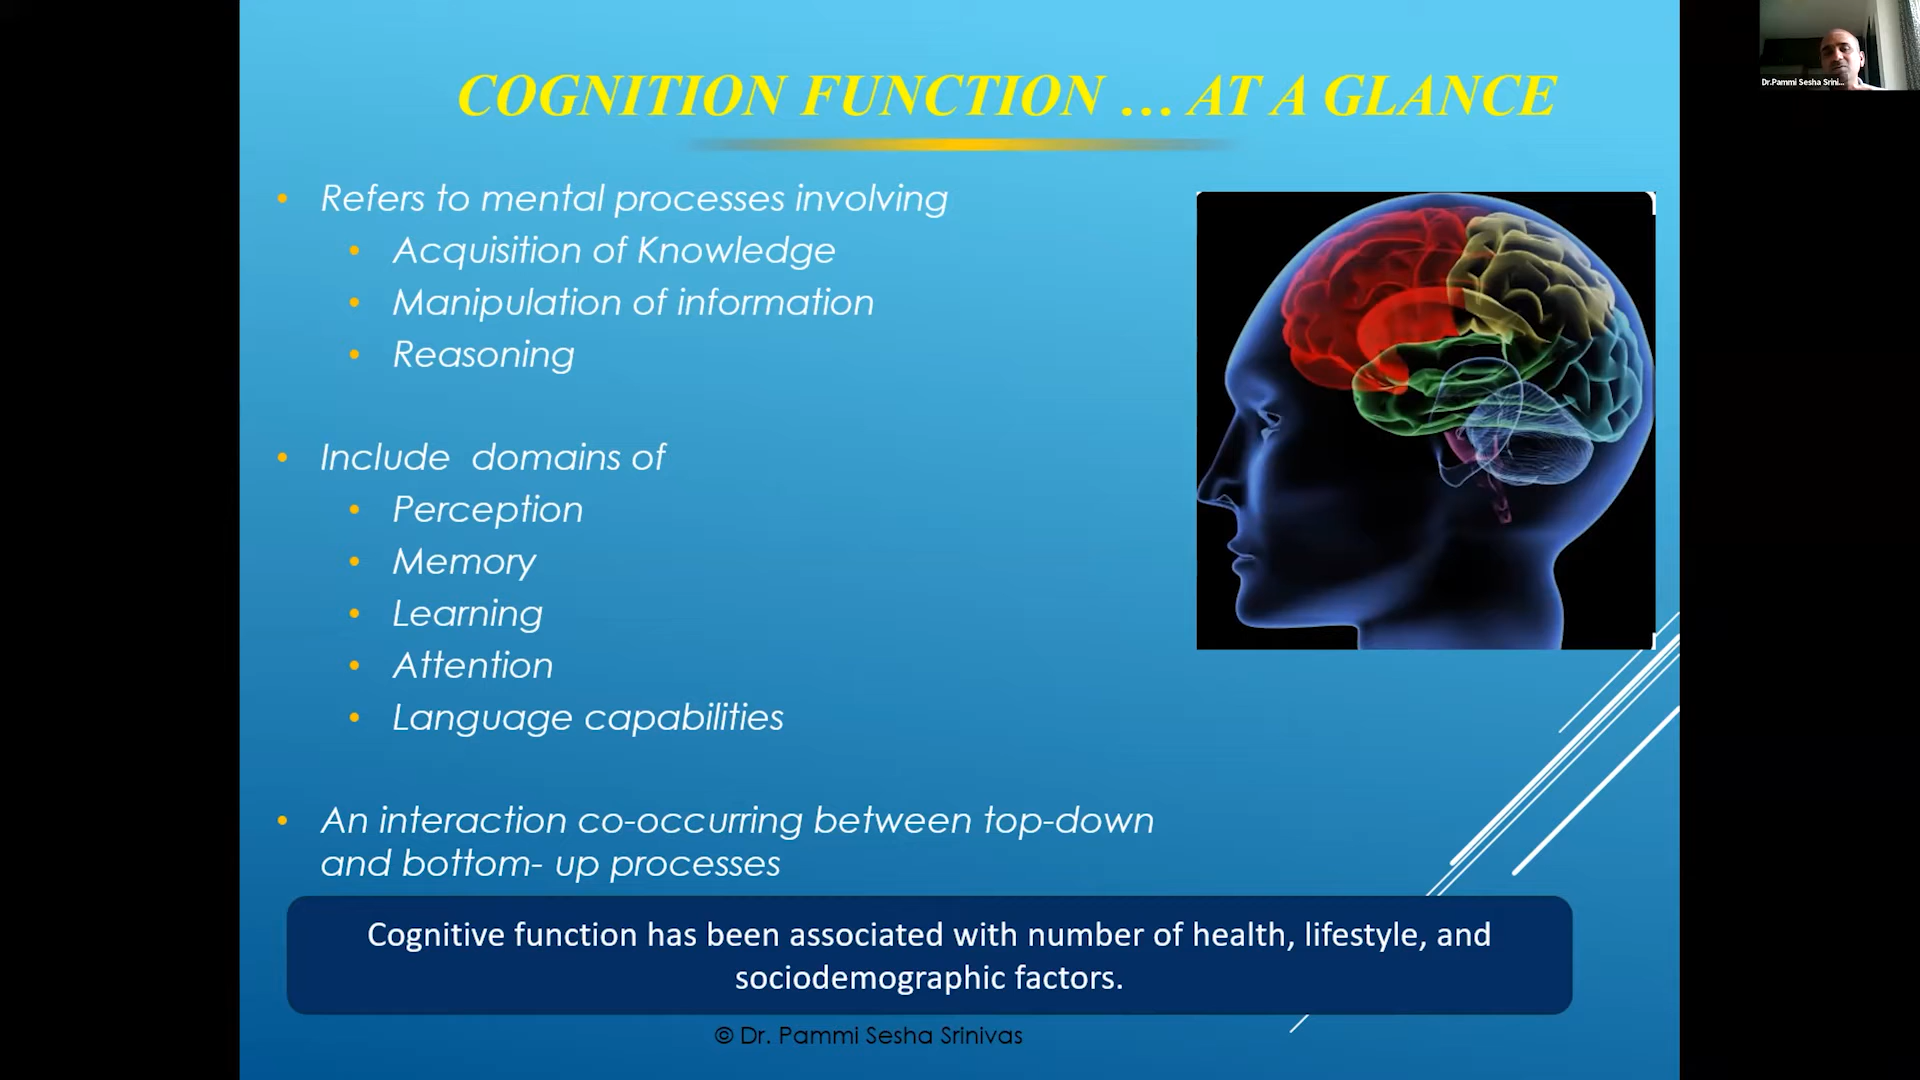 COGNITION FUNCTION ... AT A GLANCE
Dr.Pammi Sesha Srini...
• Refers to mental processes involving
• Acquisition of Knowledge
• Manipulation of information
• Reasoning
• Include domains of
• Perception
• Memory
• Learning
• Attention
• Language capabilities
• An interaction co-occurring between top-down
and bottom- up processes
Cognitive function has been associated with number of health, lifestyle, and
sociodemographic factors.
© Dr. Pammi Sesha Srinivas